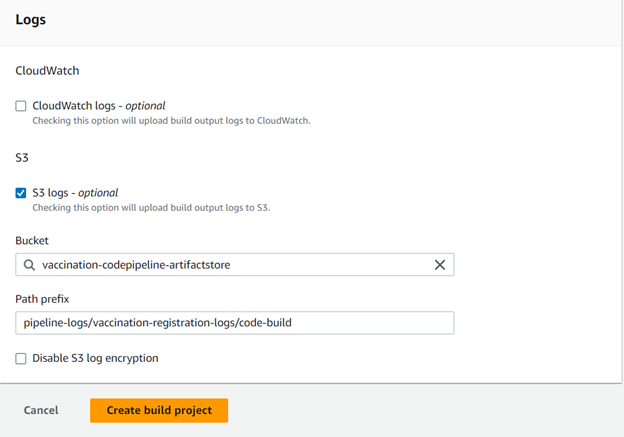 Logs
CloudWatch
CloudWatch logs - optional
Checking this option will upload build output logs to CloudWatch.
S3
S3 logs - optional
Checking this option will upload build output logs to S3.
Bucket
vaccination-codepipeline-artifactstore
Path prefix
pipeline-logs/vaccination-registration-logs/code-build
Disable S3 log encryption
Cancel
Create build project